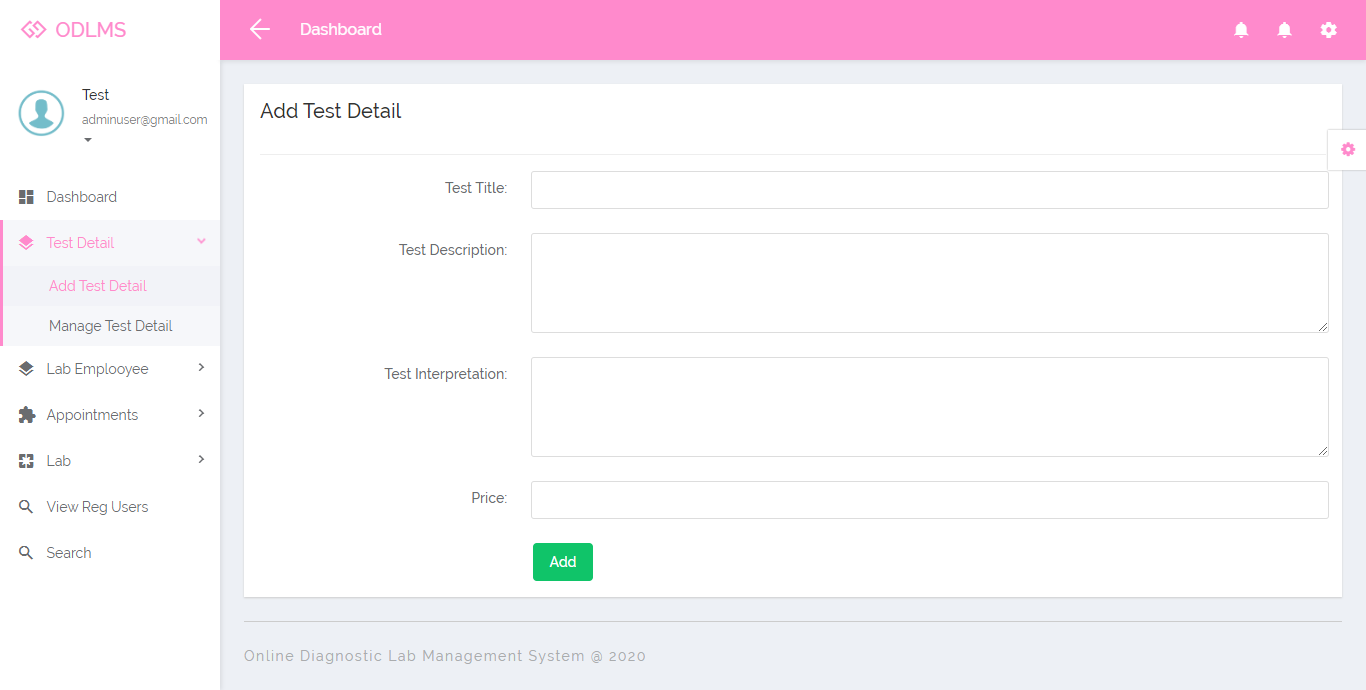 ODLMS
Dashboard
Test
adminuser@gmail.com
Dashboard
Test Detail
Add Test Detail
Manage Test Detail
Lab Emplooyee
Appointments
Lab
View Reg Users
Search
Add Test Detail
Test Title:
Test Description:
Test Interpretation:
Price:
Add
Online Diagnostic Lab Management System @ 2020